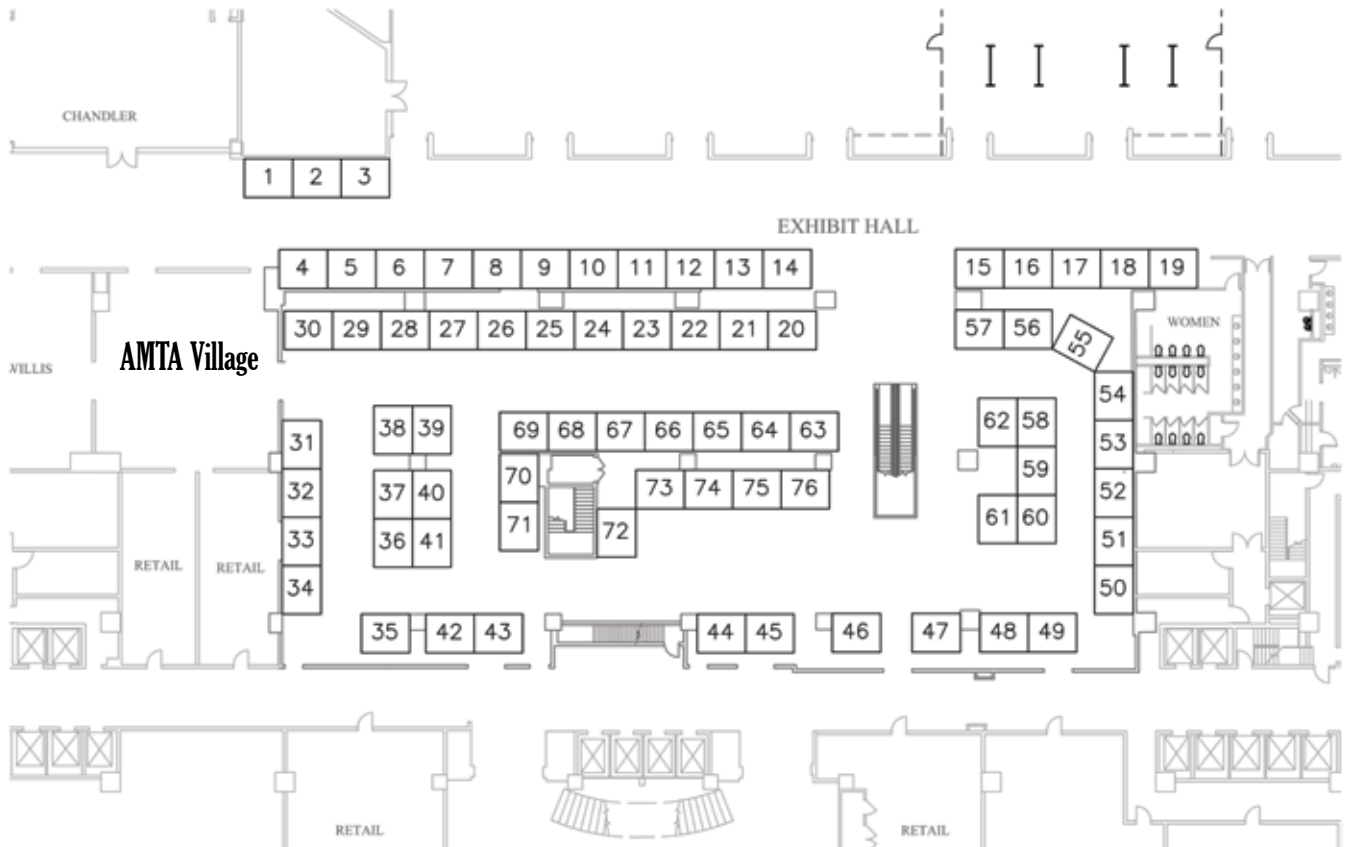 CHANDLER
1 2 3
EXHIBIT HALL
4 5 6 7 8 9 10 11 12 13 14 15 16 17 18 19
30 29 28 27 26 25 24 23 22 21 20 57 56 55
WOMEN
AMTA Village
WILLIS
54
38 39 69 68 67 66 65 64 63 62 58
31 53
70 59
32 37 40 73 74 75 76 52
71 72 61 60
33 36 41 51
RETAIL RETAIL
34 50
35 42 43 44 45 46 47 48 49
RETAIL RETAIL